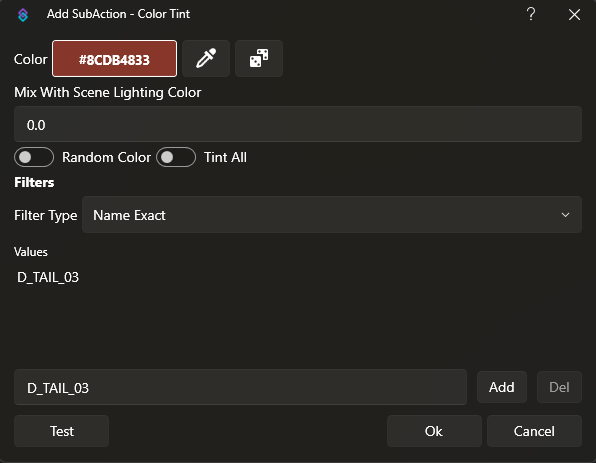 Add SubAction - Color Tint ?
Color #8CDB4833
Mix With Scene Lighting Color
0.0
Random Color Tint All
Filters
Filter Type Name Exact
Values
D_TAIL_03
D_TAIL_03 Add Del
Test Ok Cancel